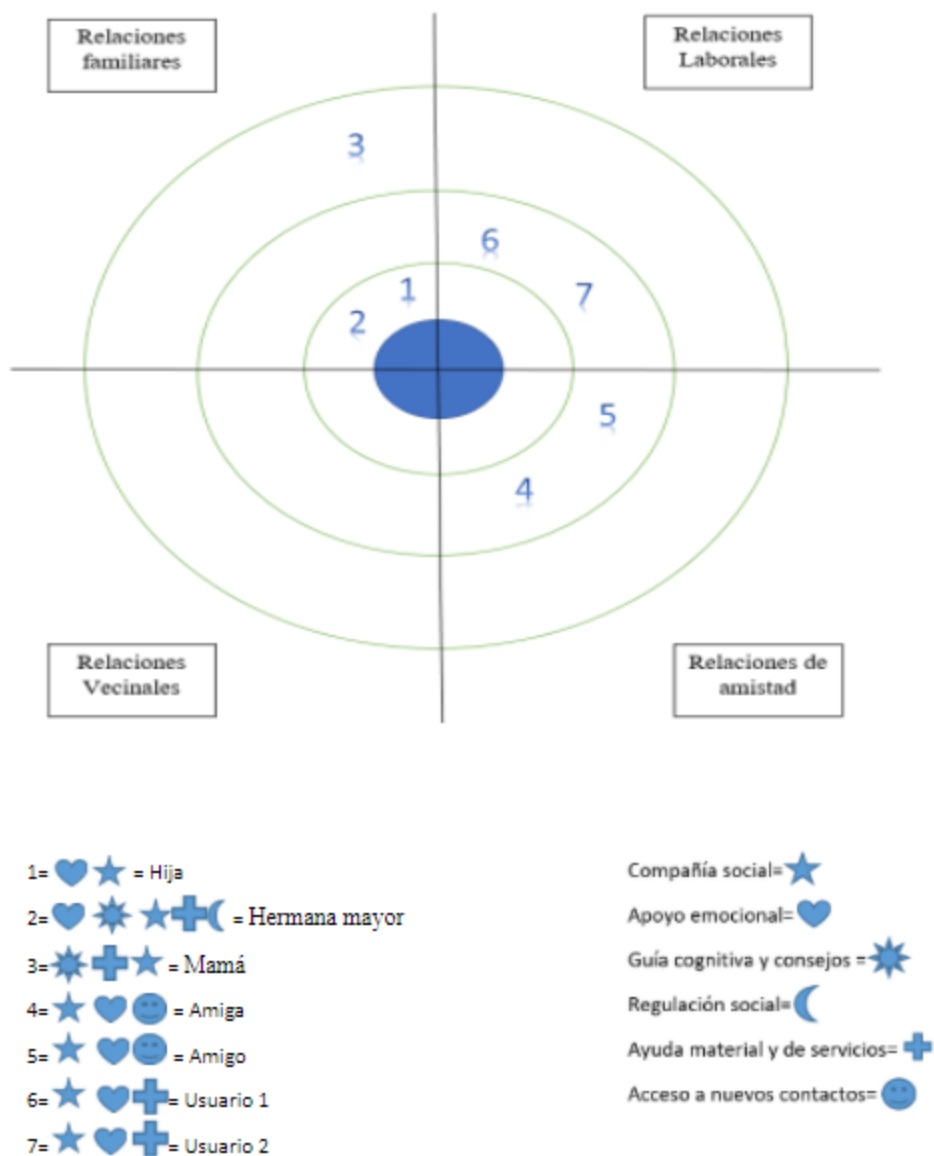 Relaciones
familiares
Relaciones
Laborales
3
6
1
7
2
5
4
Relaciones
Vecinales
Relaciones de
amistad
1= = Hija
2= = Hermana mayor
3= = Mamá
4= = Amiga
5= = Amigo
6= = Usuario 1
7= = Usuario 2
Compañía social=
Apoyo emocional=
Guía cognitiva y consejos =
Regulación social=
Ayuda material y de servicios=
Acceso a nuevos contactos=